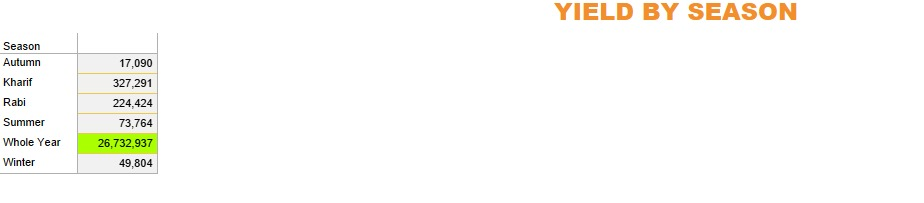 YIELD BY SEASON
Season
Autumn 17,090
Kharif 327,291
Rabi 224,424
Summer 73,764
Whole Year 26,732,937
Winter 49,804